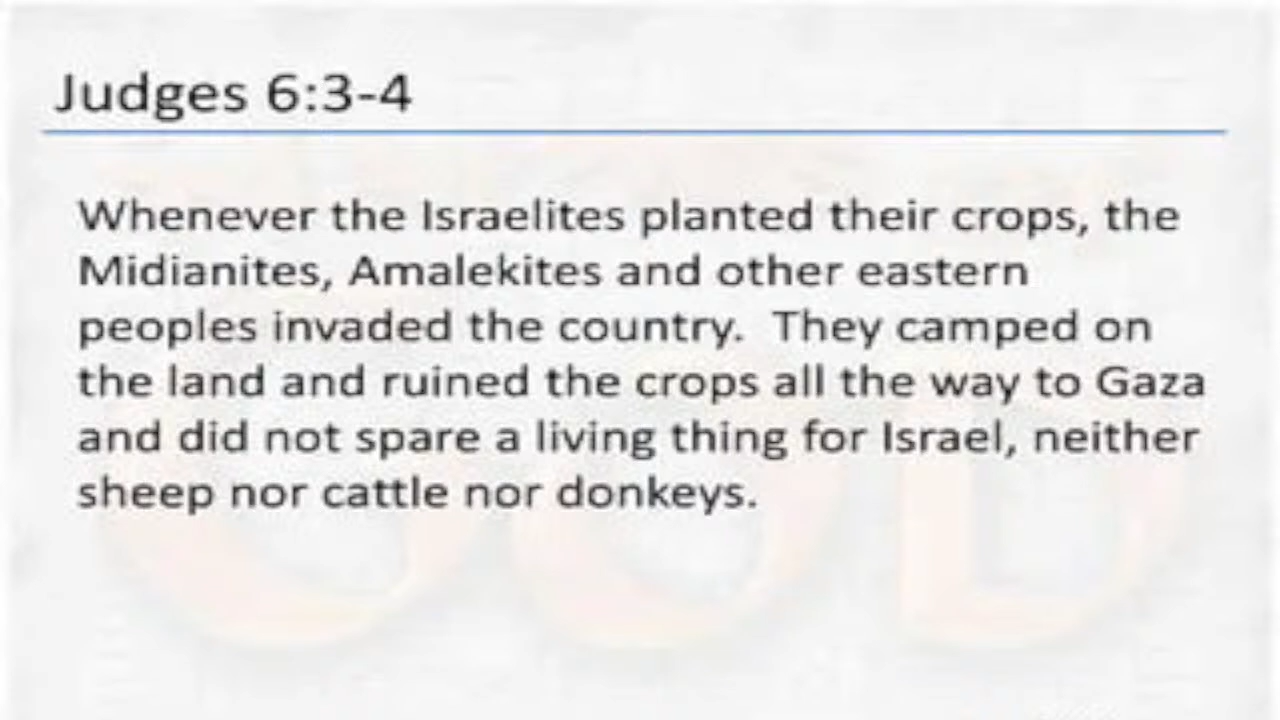 Judges 6:3-4
Whenever the Israelites planted their crops, the
Midianites, Amalekites and other eastern
peoples invaded the country.  They camped on
the land and ruined the crops all the way to Gaza
and did not spare a living thing for Israel, neither
sheep nor cattle nor donkeys.